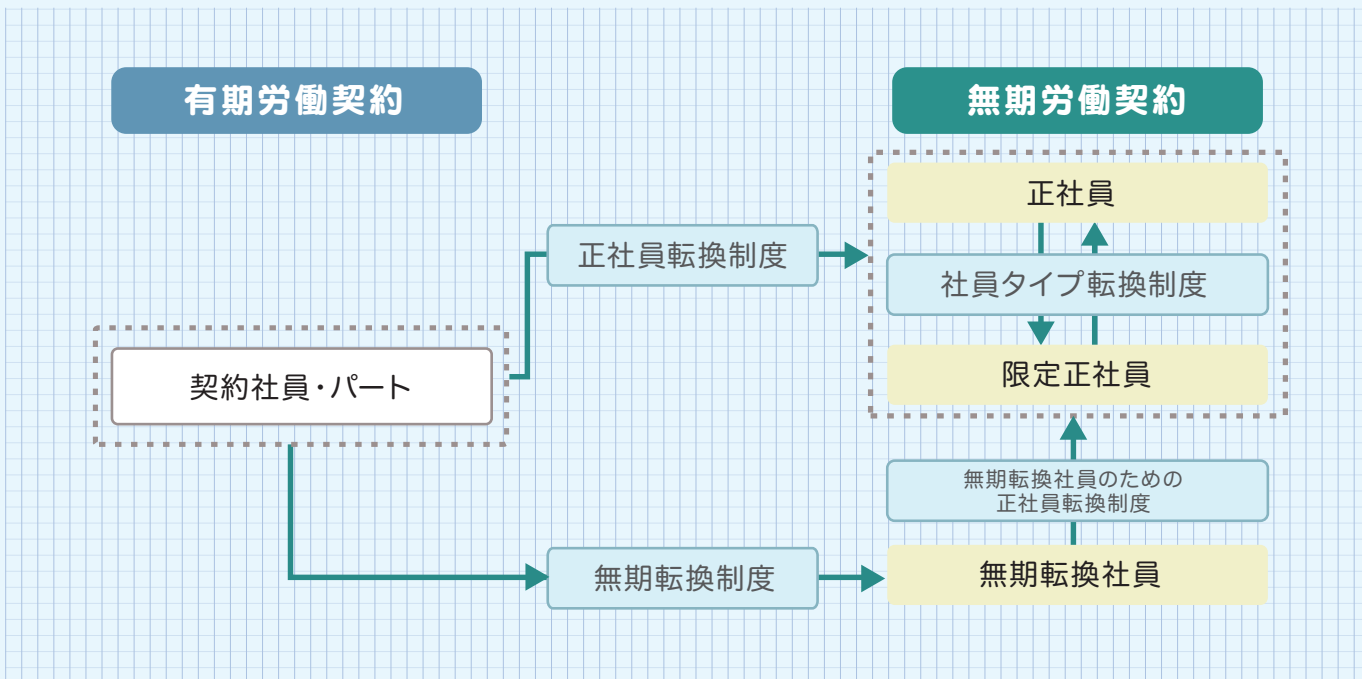 有期労働契約
無期労働契約
正社員
正社員転換制度
社員タイプ転換制度
契約社員・パート
限定正社員
無期転換社員のための
正社員転換制度
無期転換制度
無期転換社員